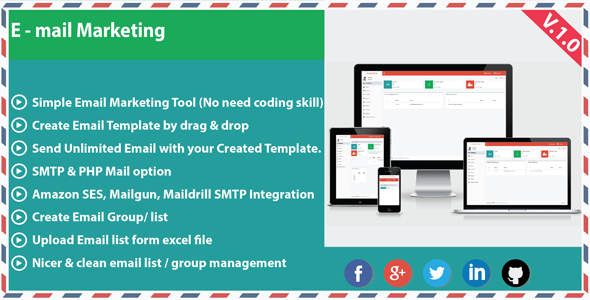 E - mail Marketing
V.1.0
Simple Email Marketing Tool (No need coding skill)
Create Email Template by drag & drop
Send Unlimited Email with your Created Template.
SMTP & PHP Mail option
Amazon SES, Mailgun, Maildrill SMTP Integration
Create Email Group/ list
Upload Email list form excel file
Nicer & clean email list / group management
f
g+
in